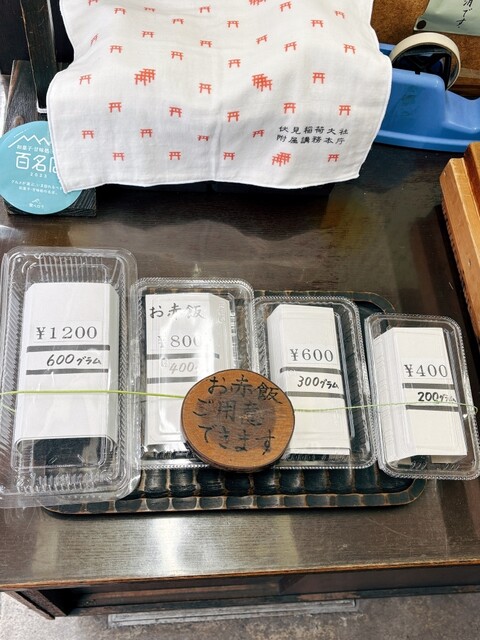 伏見稲荷大社
附属講務本庁
百名店
¥1200
600グラム
お赤飯
¥800
400
¥600
300グラム
¥400
200グラム
お赤飯
ご用意
できます